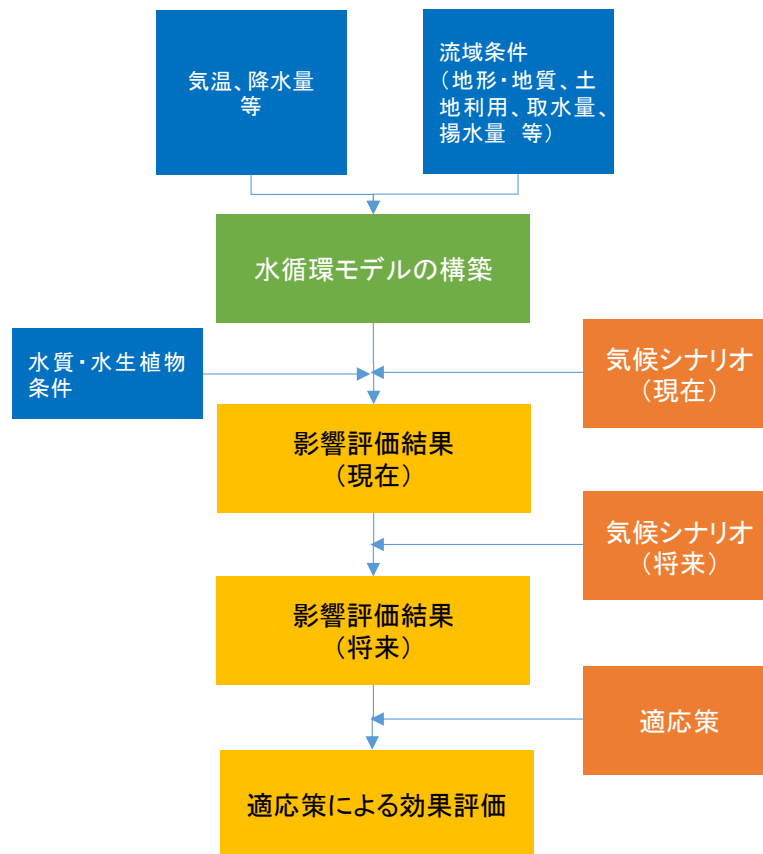 気温、降水量
等
流域条件
（地形・地質、土
地利用、取水量、
揚水量　等）
水循環モデルの構築
水質・水生植物
条件
気候シナリオ
（現在）
影響評価結果
（現在）
気候シナリオ
（将来）
影響評価結果
（将来）
適応策
適応策による効果評価